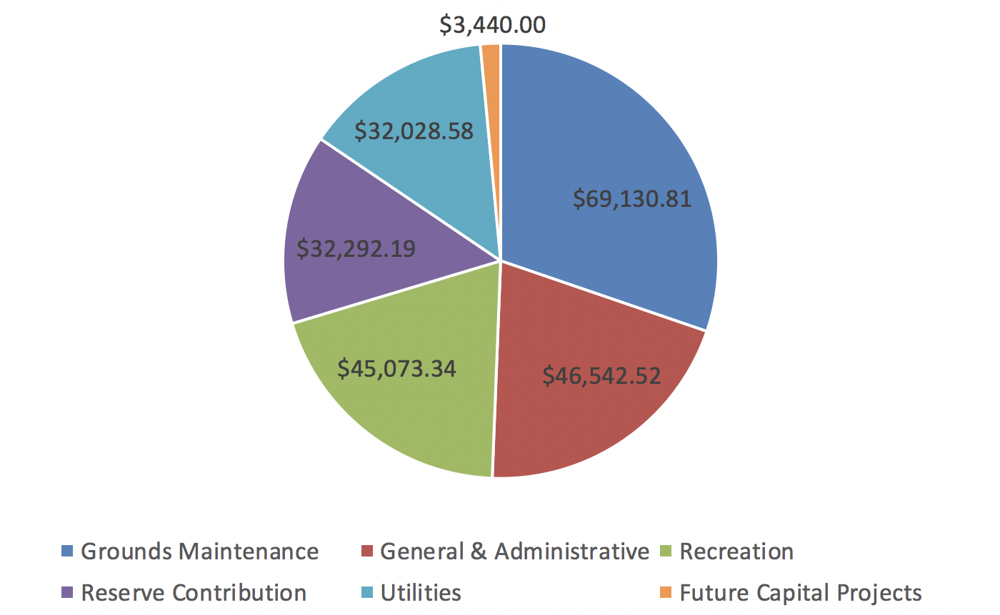 $3,440.00
$32,028.58
$69,130.81
$32,292.19
$45,073.34
$46,542.52
Grounds Maintenance
General & Administrative
Recreation
Reserve Contribution
Utilities
Future Capital Projects